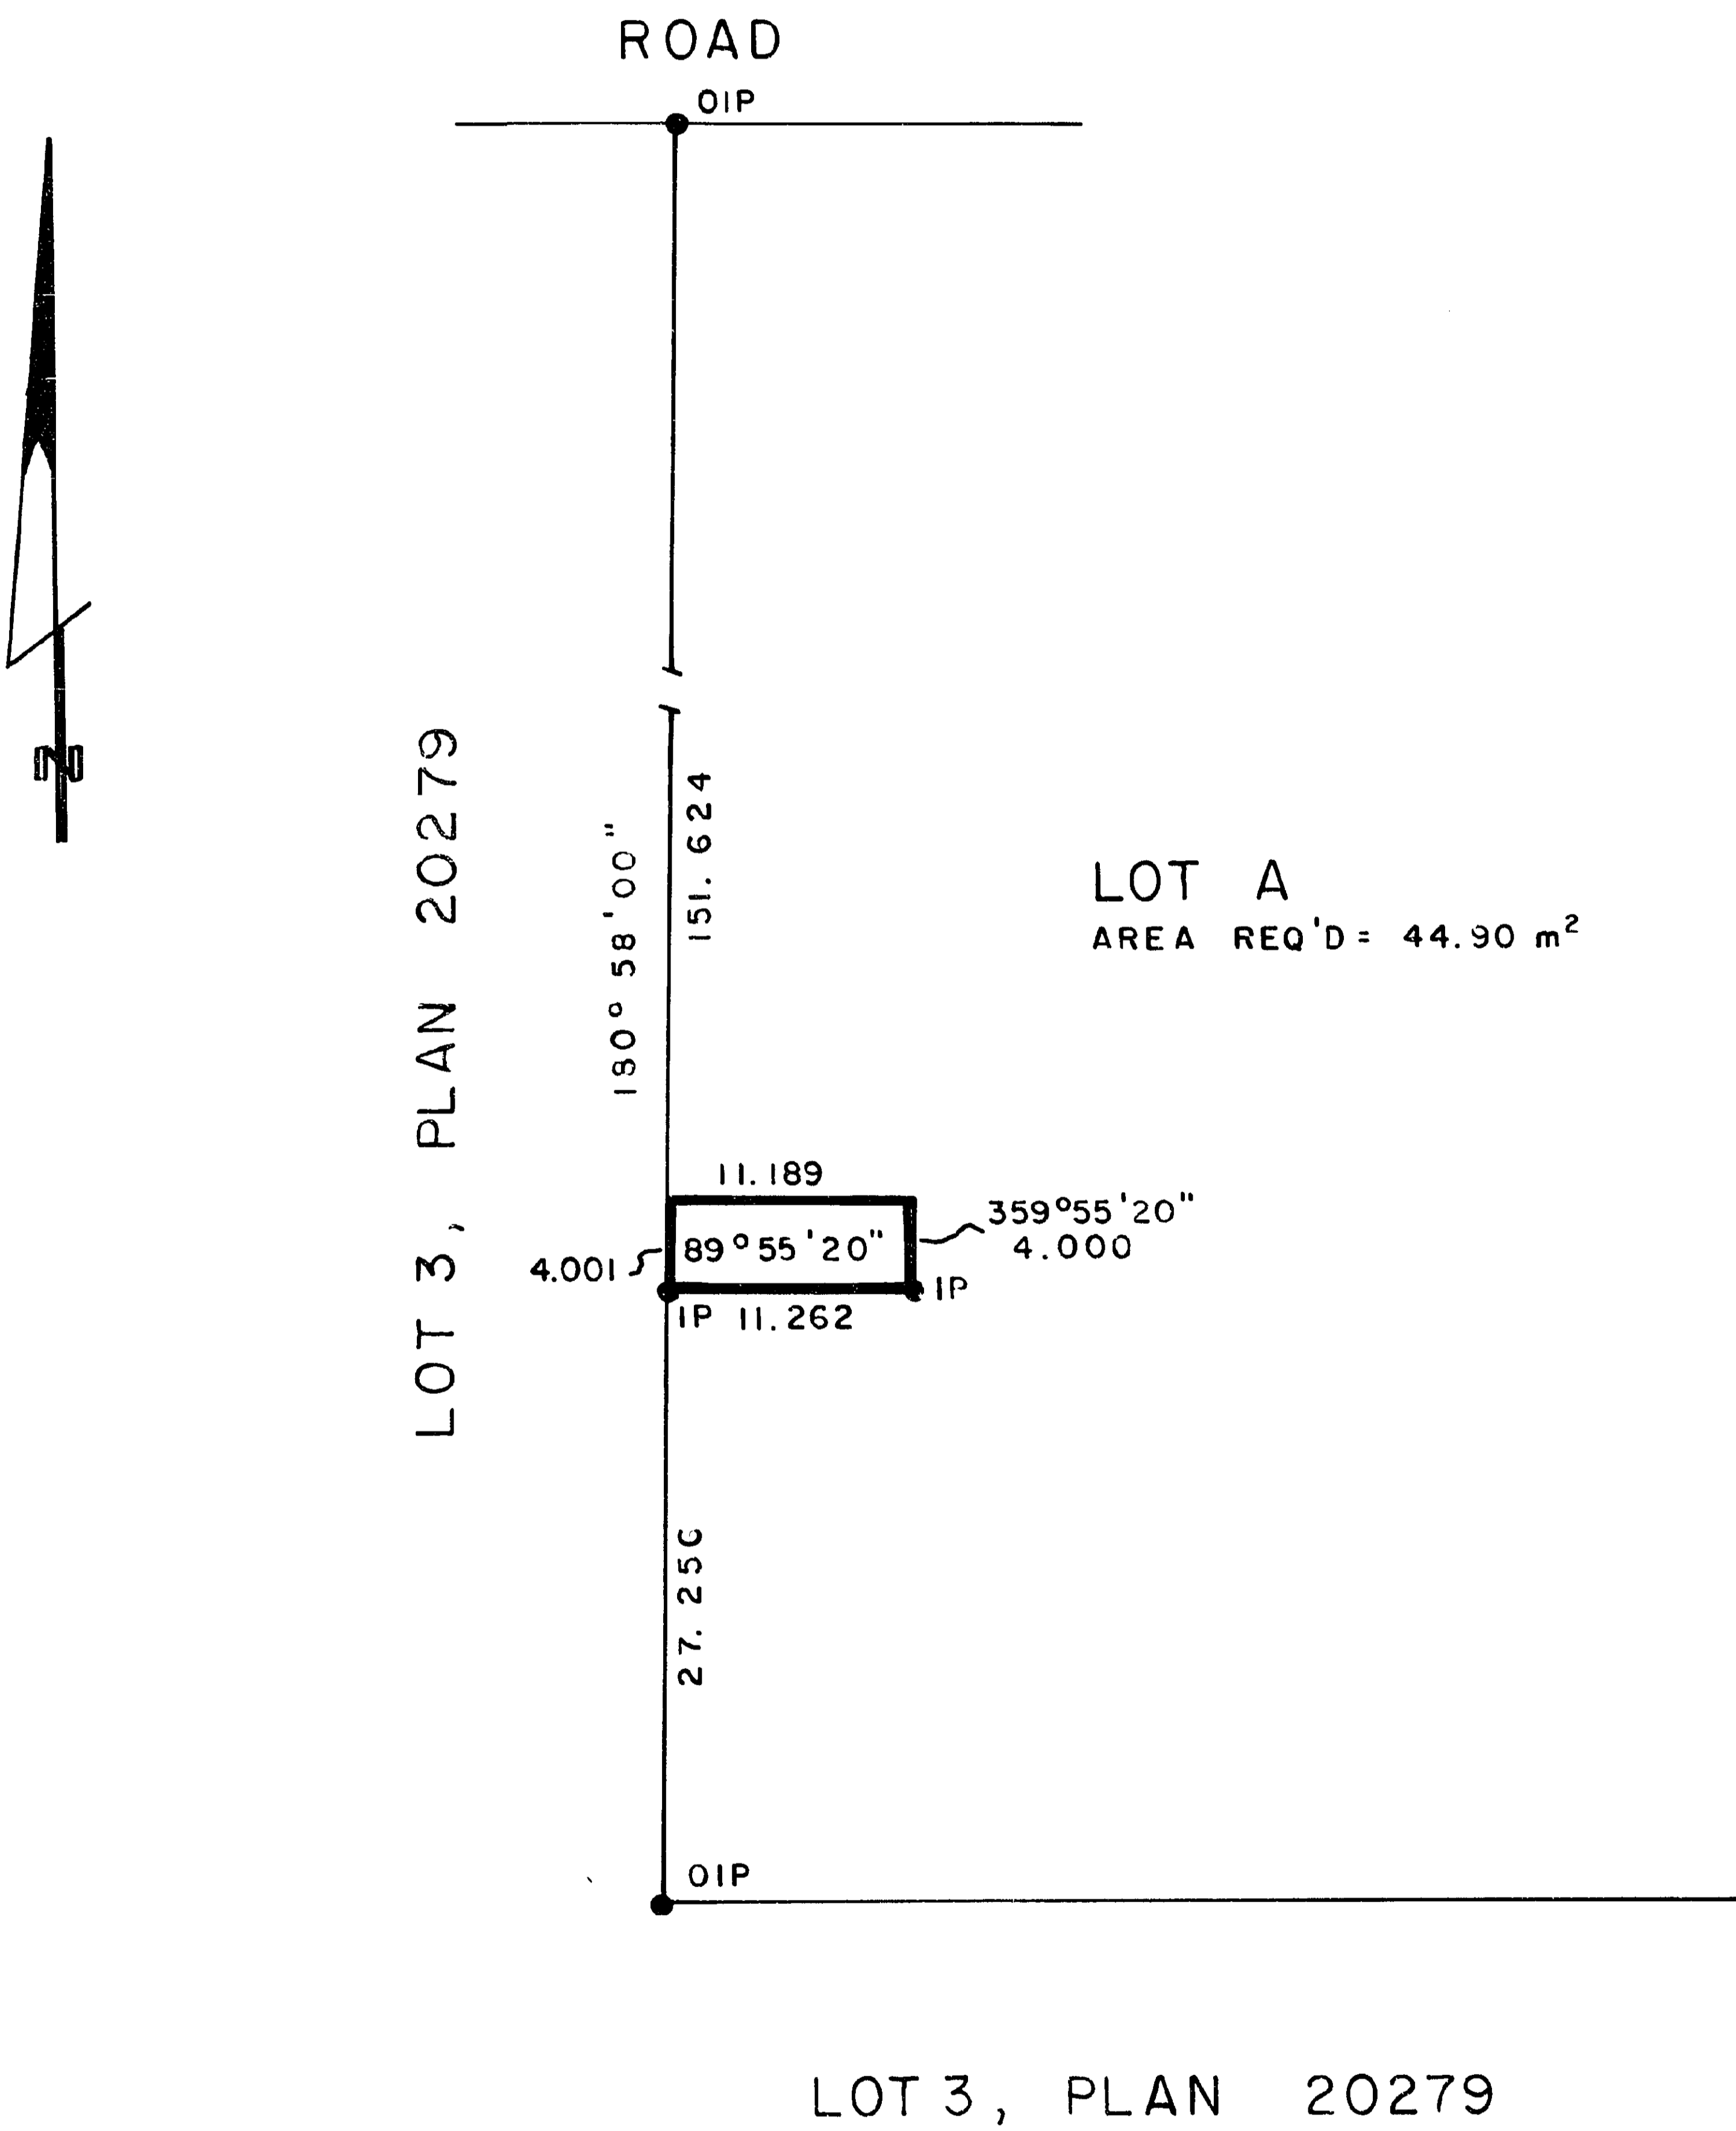 ROAD
OIP
N
LOT 3, PLAN 20279
180° 58' 00"
151.624
LOT A
AREA REQ'D = 44.90 m²
11.189
359°55'20"
4.000
89°55'20"
4.001
IP
IP 11.262
27.256
OIP
LOT 3, PLAN 20279